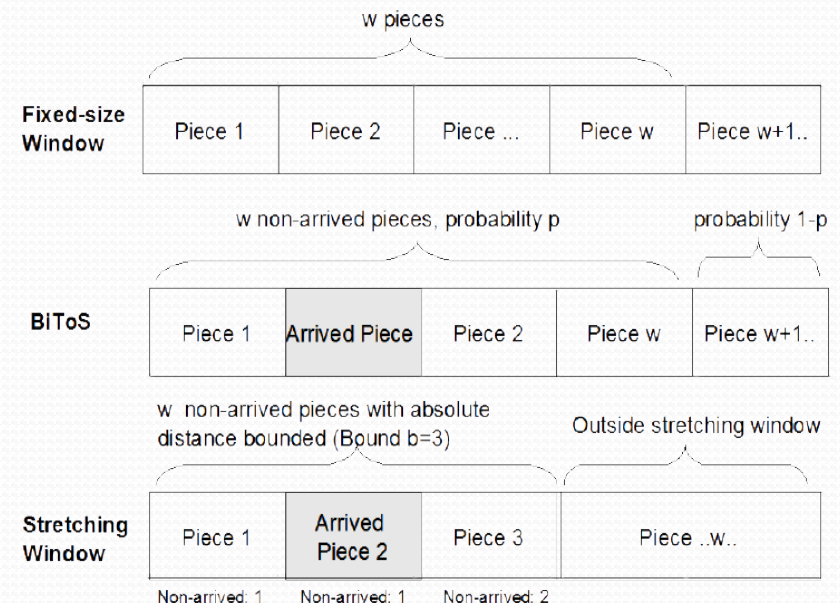 w pieces
Fixed-size
Window
Piece 1
Piece 2
Piece ...
Piece w
Piece w+1..
w non-arrived pieces, probability p
probability 1-p
BiToS
Piece 1
Arrived Piece
Piece 2
Piece w
Piece w+1..
w non-arrived pieces with absolute
distance bounded (Bound b=3)
Outside stretching window
Stretching
Window
Piece 1
Arrived
Piece 2
Piece 3
Piece ..w..
Non-arrived: 1
Non-arrived: 1
Non-arrived: 2